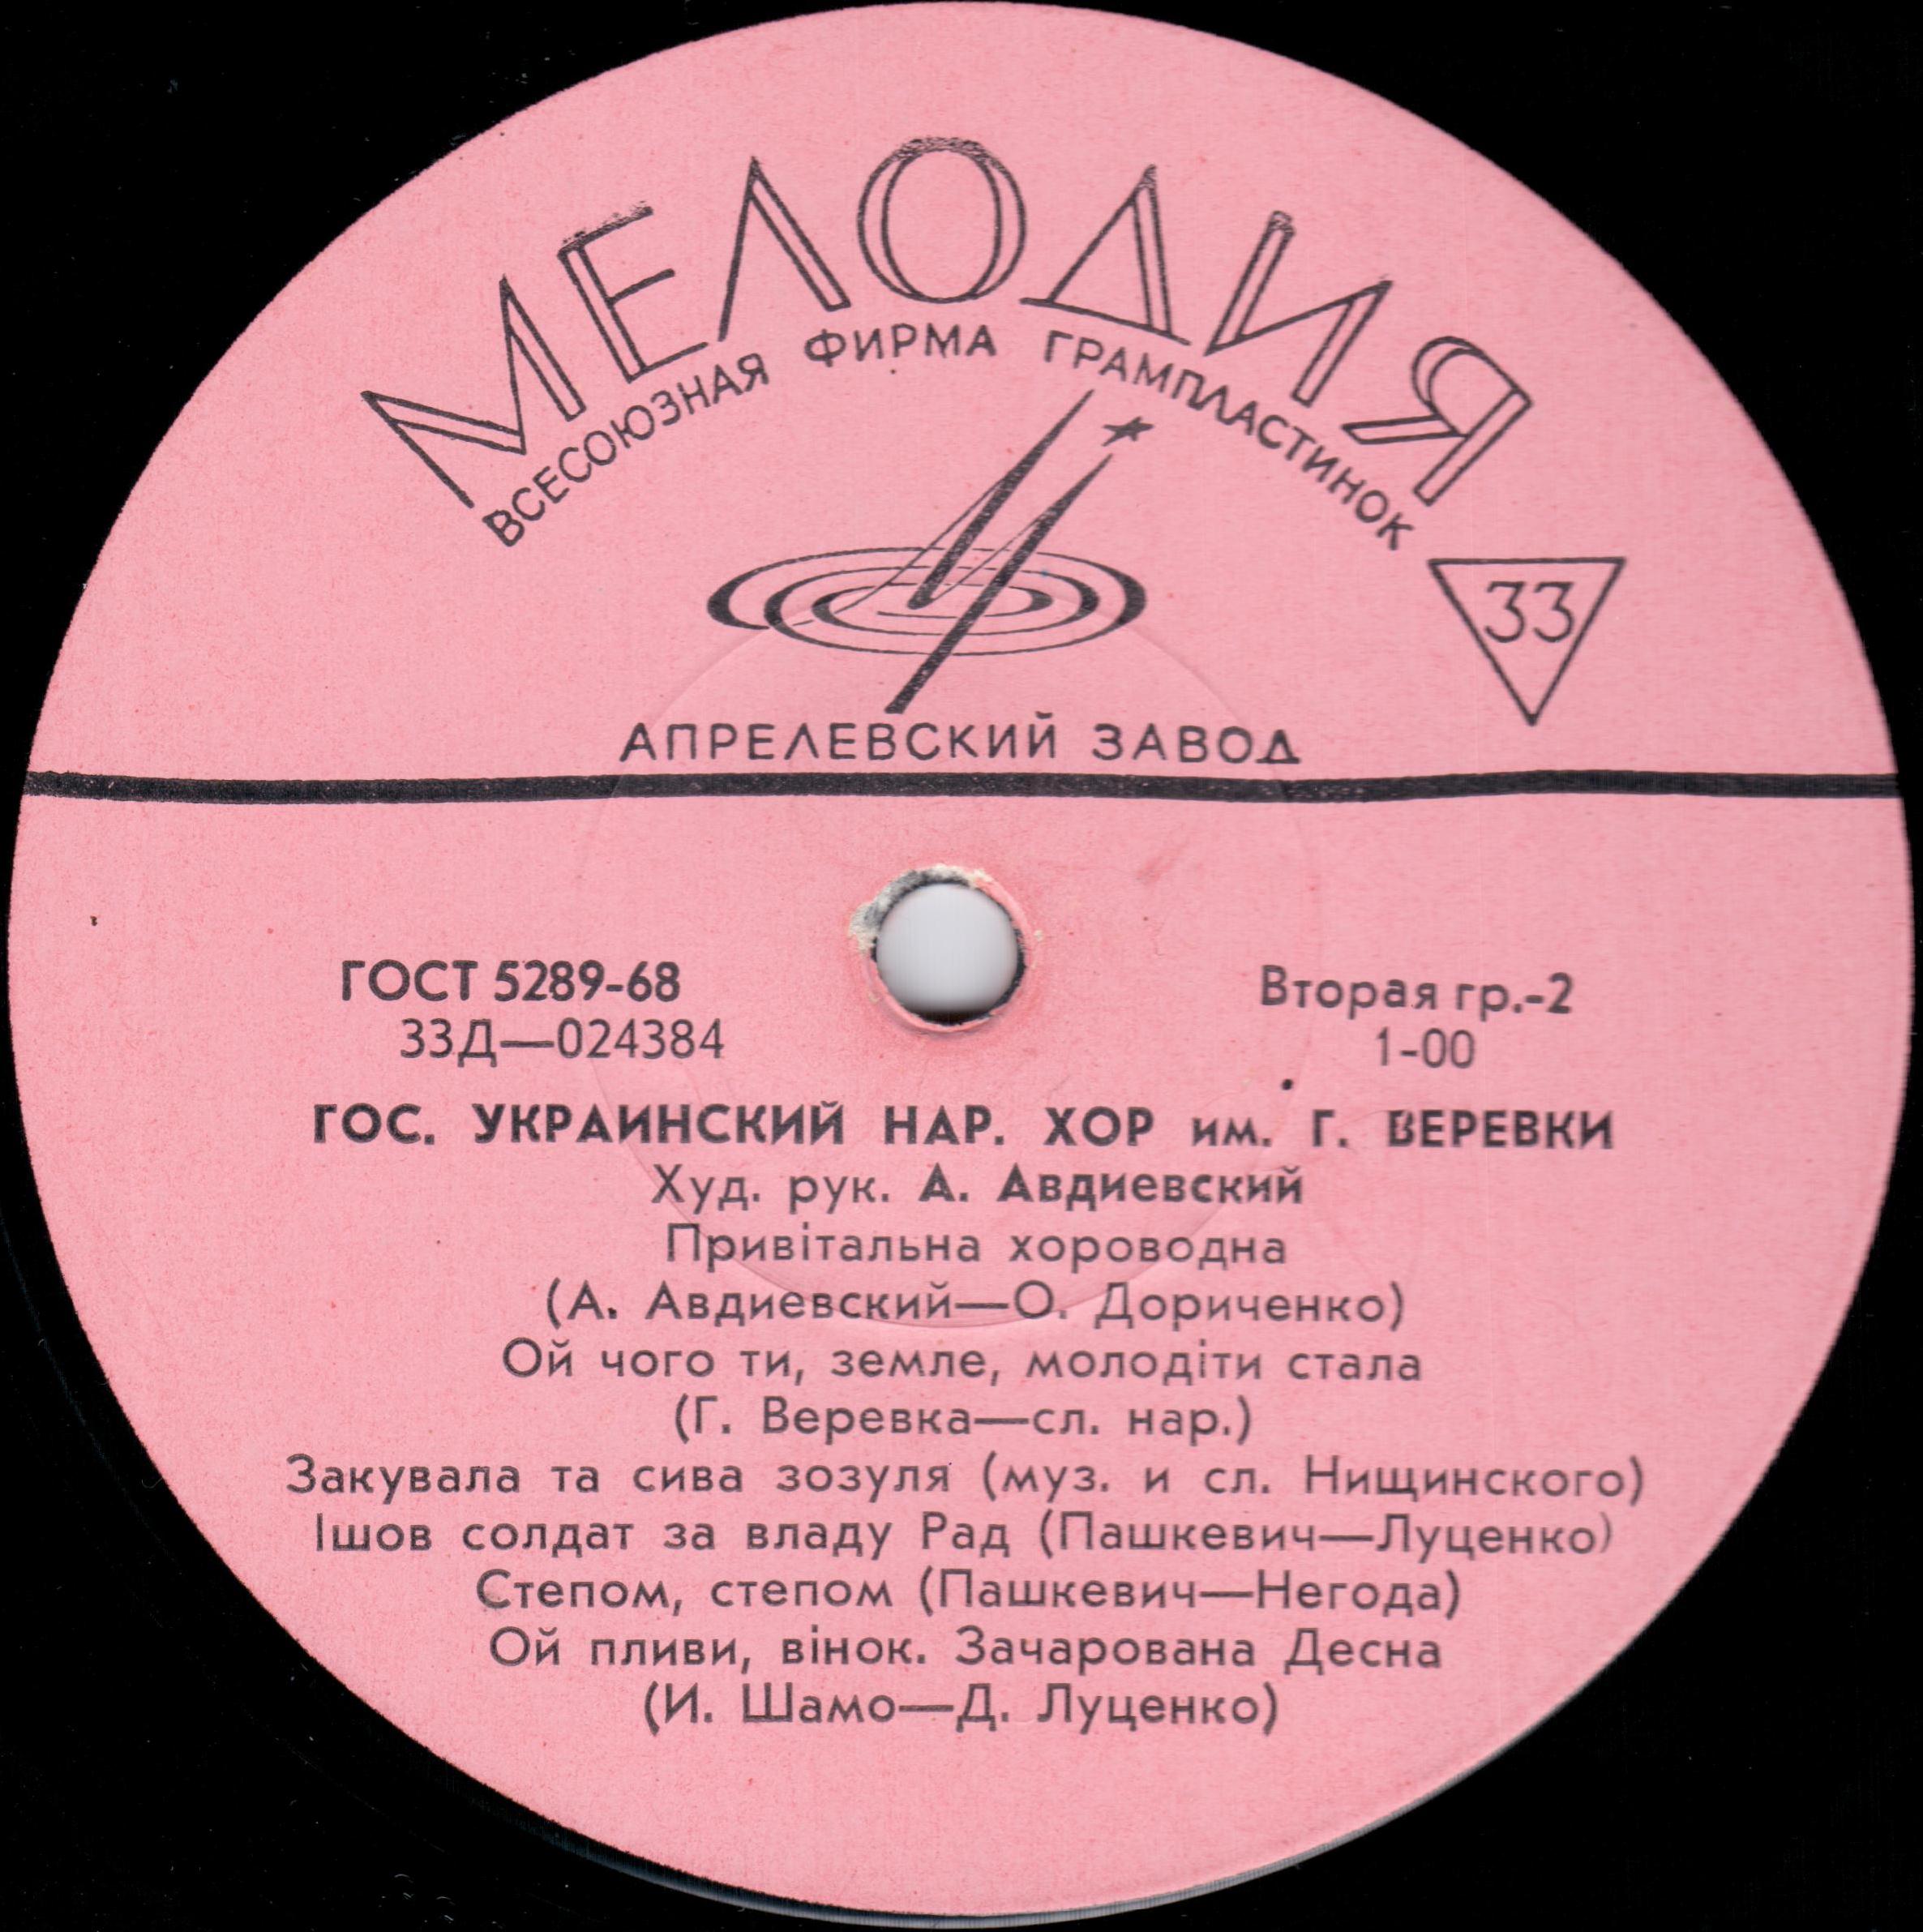 МЕЛОДИЯ
ВСЕСОЮЗНАЯ ФИРМА ГРАМПЛАСТИНОК
33
АПРЕЛЕВСКИЙ ЗАВОД
ГОСТ 5289-68
Вторая гр.-2
33Д—024384
1-00
ГОС. УКРАИНСКИЙ НАР. ХОР им. Г. ВЕРЕВКИ
Худ. рук. А. Авдиевский
Привітальна хороводна
(А. Авдиевский—О. Дориченко)
Ой чого ти, земле, молодіти стала
(Г. Веревка—сл. нар.)
Закувала та сива зозуля (муз. и сл. Нищинского)
Ішов солдат за владу Рад (Пашкевич—Луценко)
Степом, степом (Пашкевич—Негода)
Ой пливи, вінок. Зачарована Десна
(И. Шамо—Д. Луценко)